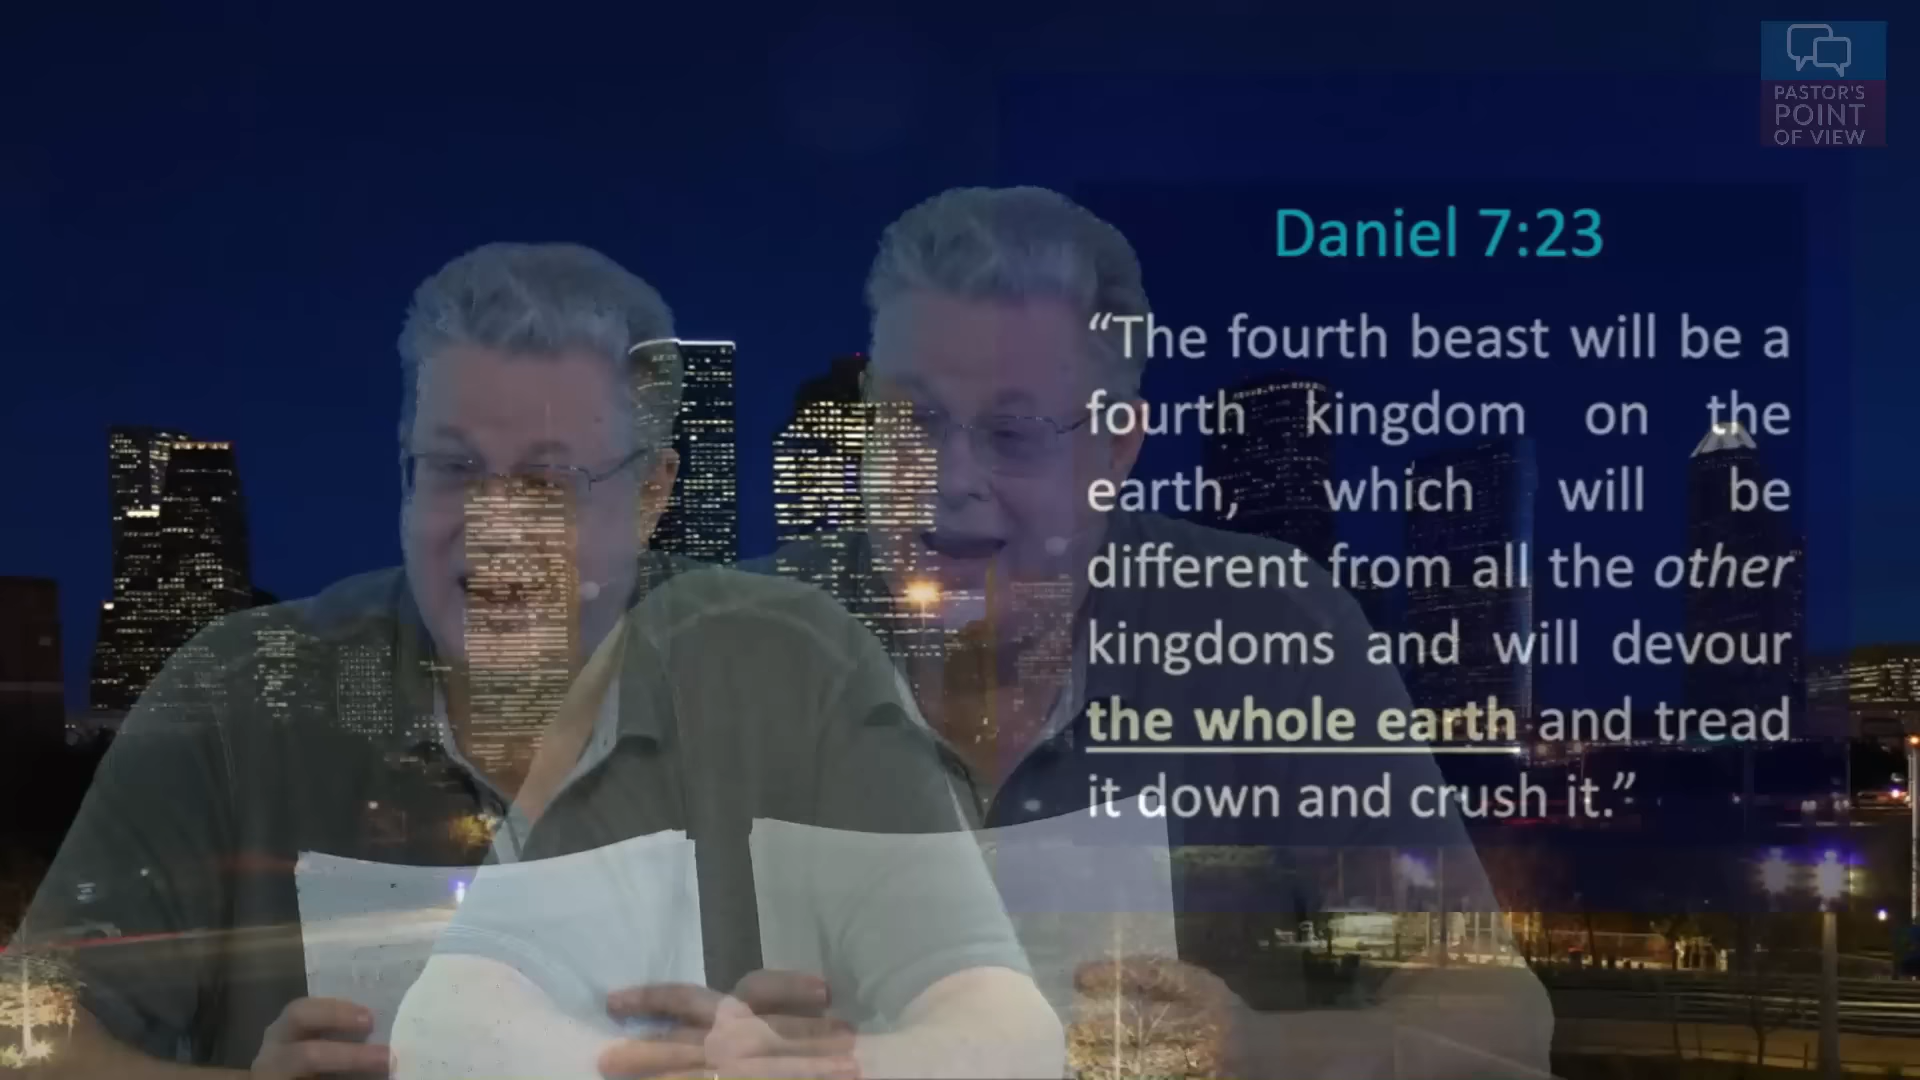 PASTOR'S
POINT
OF VIEW
Daniel 7:23
“The fourth beast will be a
fourth kingdom on the
earth, which will be
different from all the other
kingdoms and will devour
the whole earth and tread
it down and crush it.”